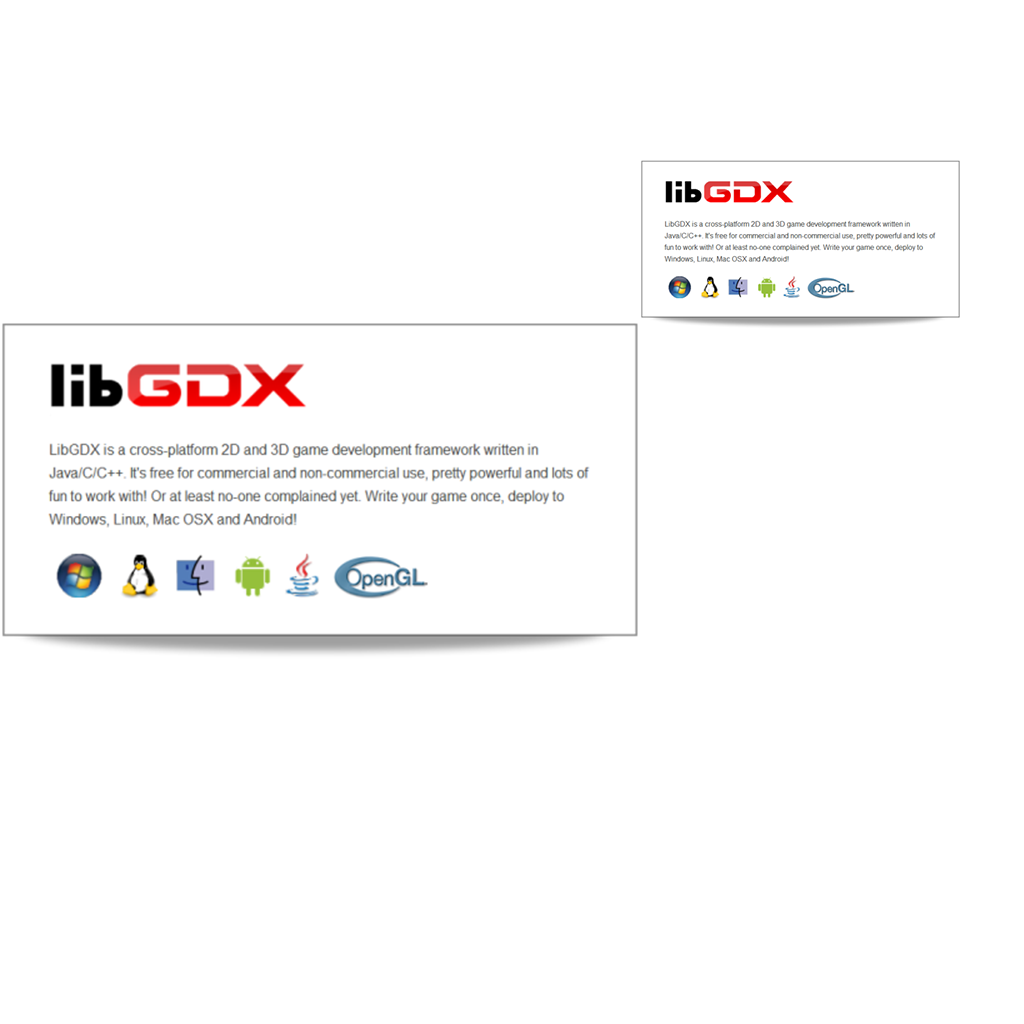 libGDX
LibGDX is a cross-platform 2D and 3D game development framework written in
Java/C/C++. It's free for commercial and non-commercial use, pretty powerful and lots of
fun to work with! Or at least no-one complained yet. Write your game once, deploy to
Windows, Linux, Mac OSX and Android!
OpenGL
libGDX
LibGDX is a cross-platform 2D and 3D game development framework written in
Java/C/C++. It's free for commercial and non-commercial use, pretty powerful and lots of
fun to work with! Or at least no-one complained yet. Write your game once, deploy to
Windows, Linux, Mac OSX and Android!
OpenGL